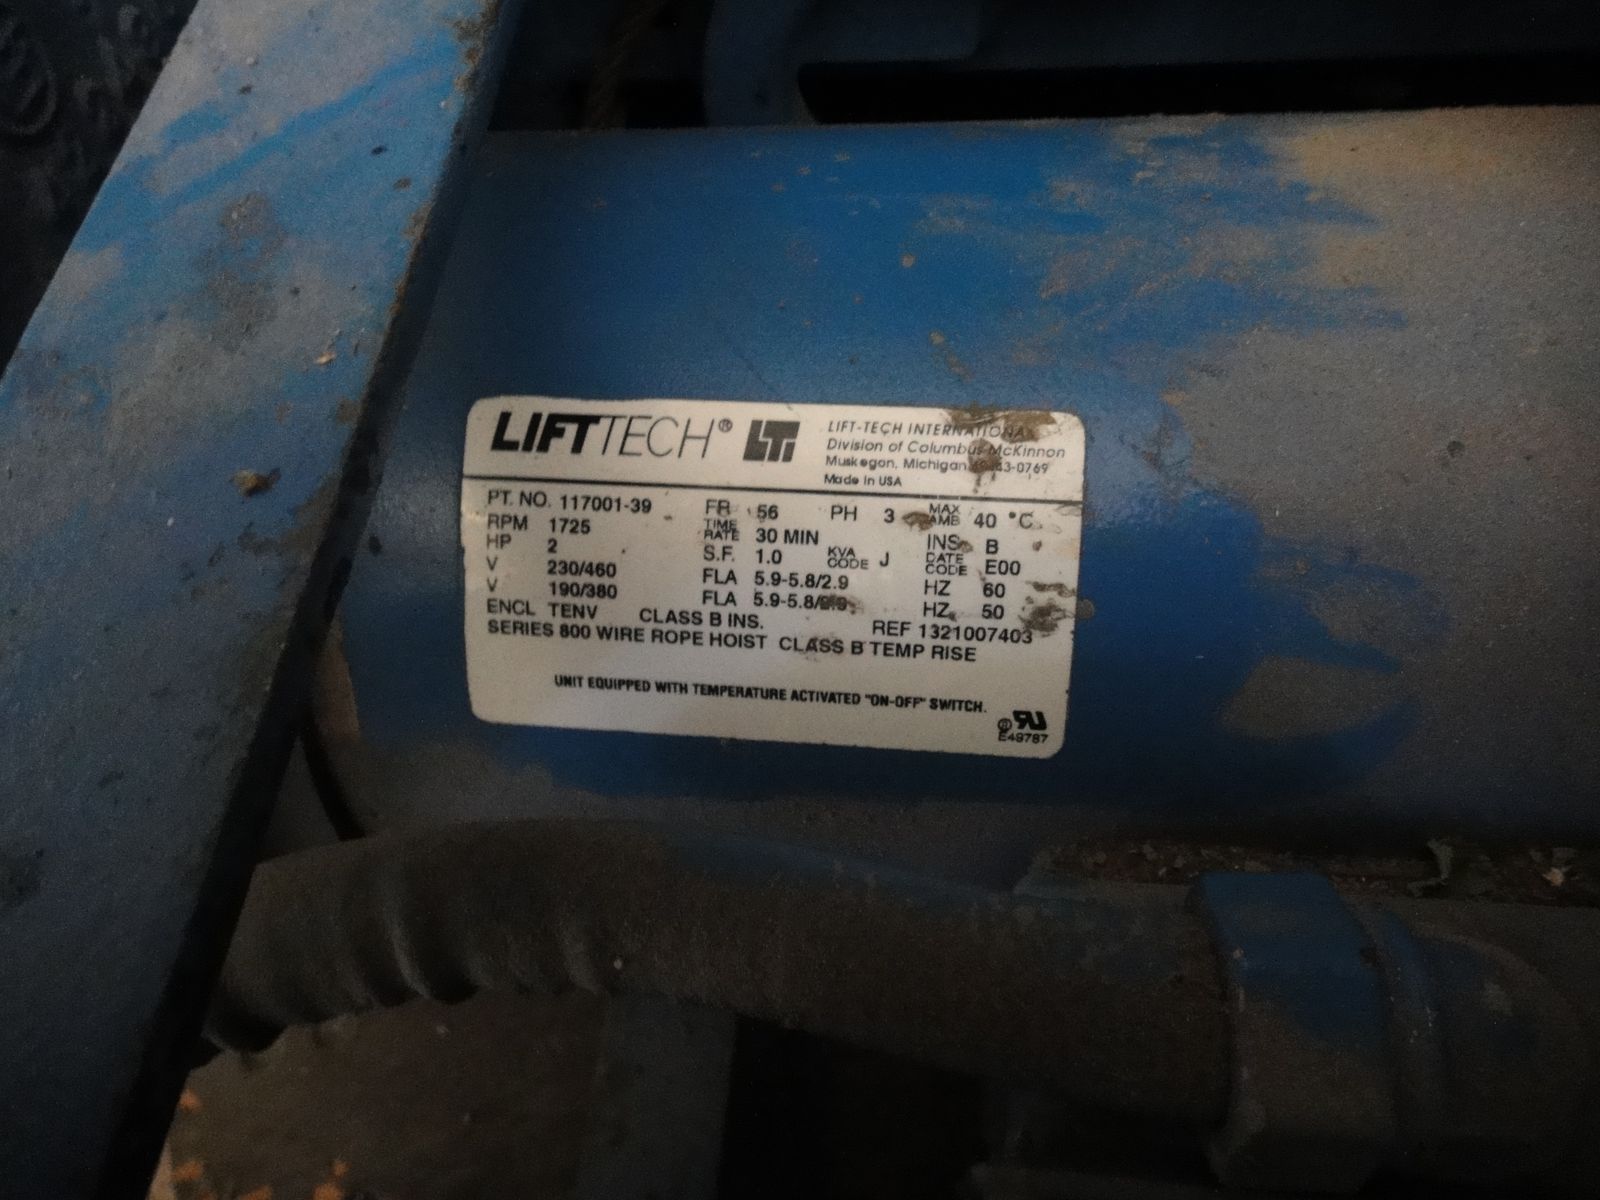 LIFTTECH® LTI
LIFT-TECH INTERNATIONAL
Division of Columbus McKinnon
Muskegon, Michigan
Made in USA
PT. NO. 117001-39 FR 56 PH 3 MAX AMB 40 °C
RPM 1725 TIME RATE 30 MIN INS. B
HP 2 S.F. 1.0 KVA CODE J DATE CODE E00
V 230/460 FLA 5.9-5.8/2.9 HZ 60
V 190/380 FLA HZ 50
ENCL TENV CLASS B INS. REF 1321007403
SERIES 800 WIRE ROPE HOIST CLASS B TEMP RISE
UNIT EQUIPPED WITH TEMPERATURE ACTIVATED "ON-OFF" SWITCH.
E49787